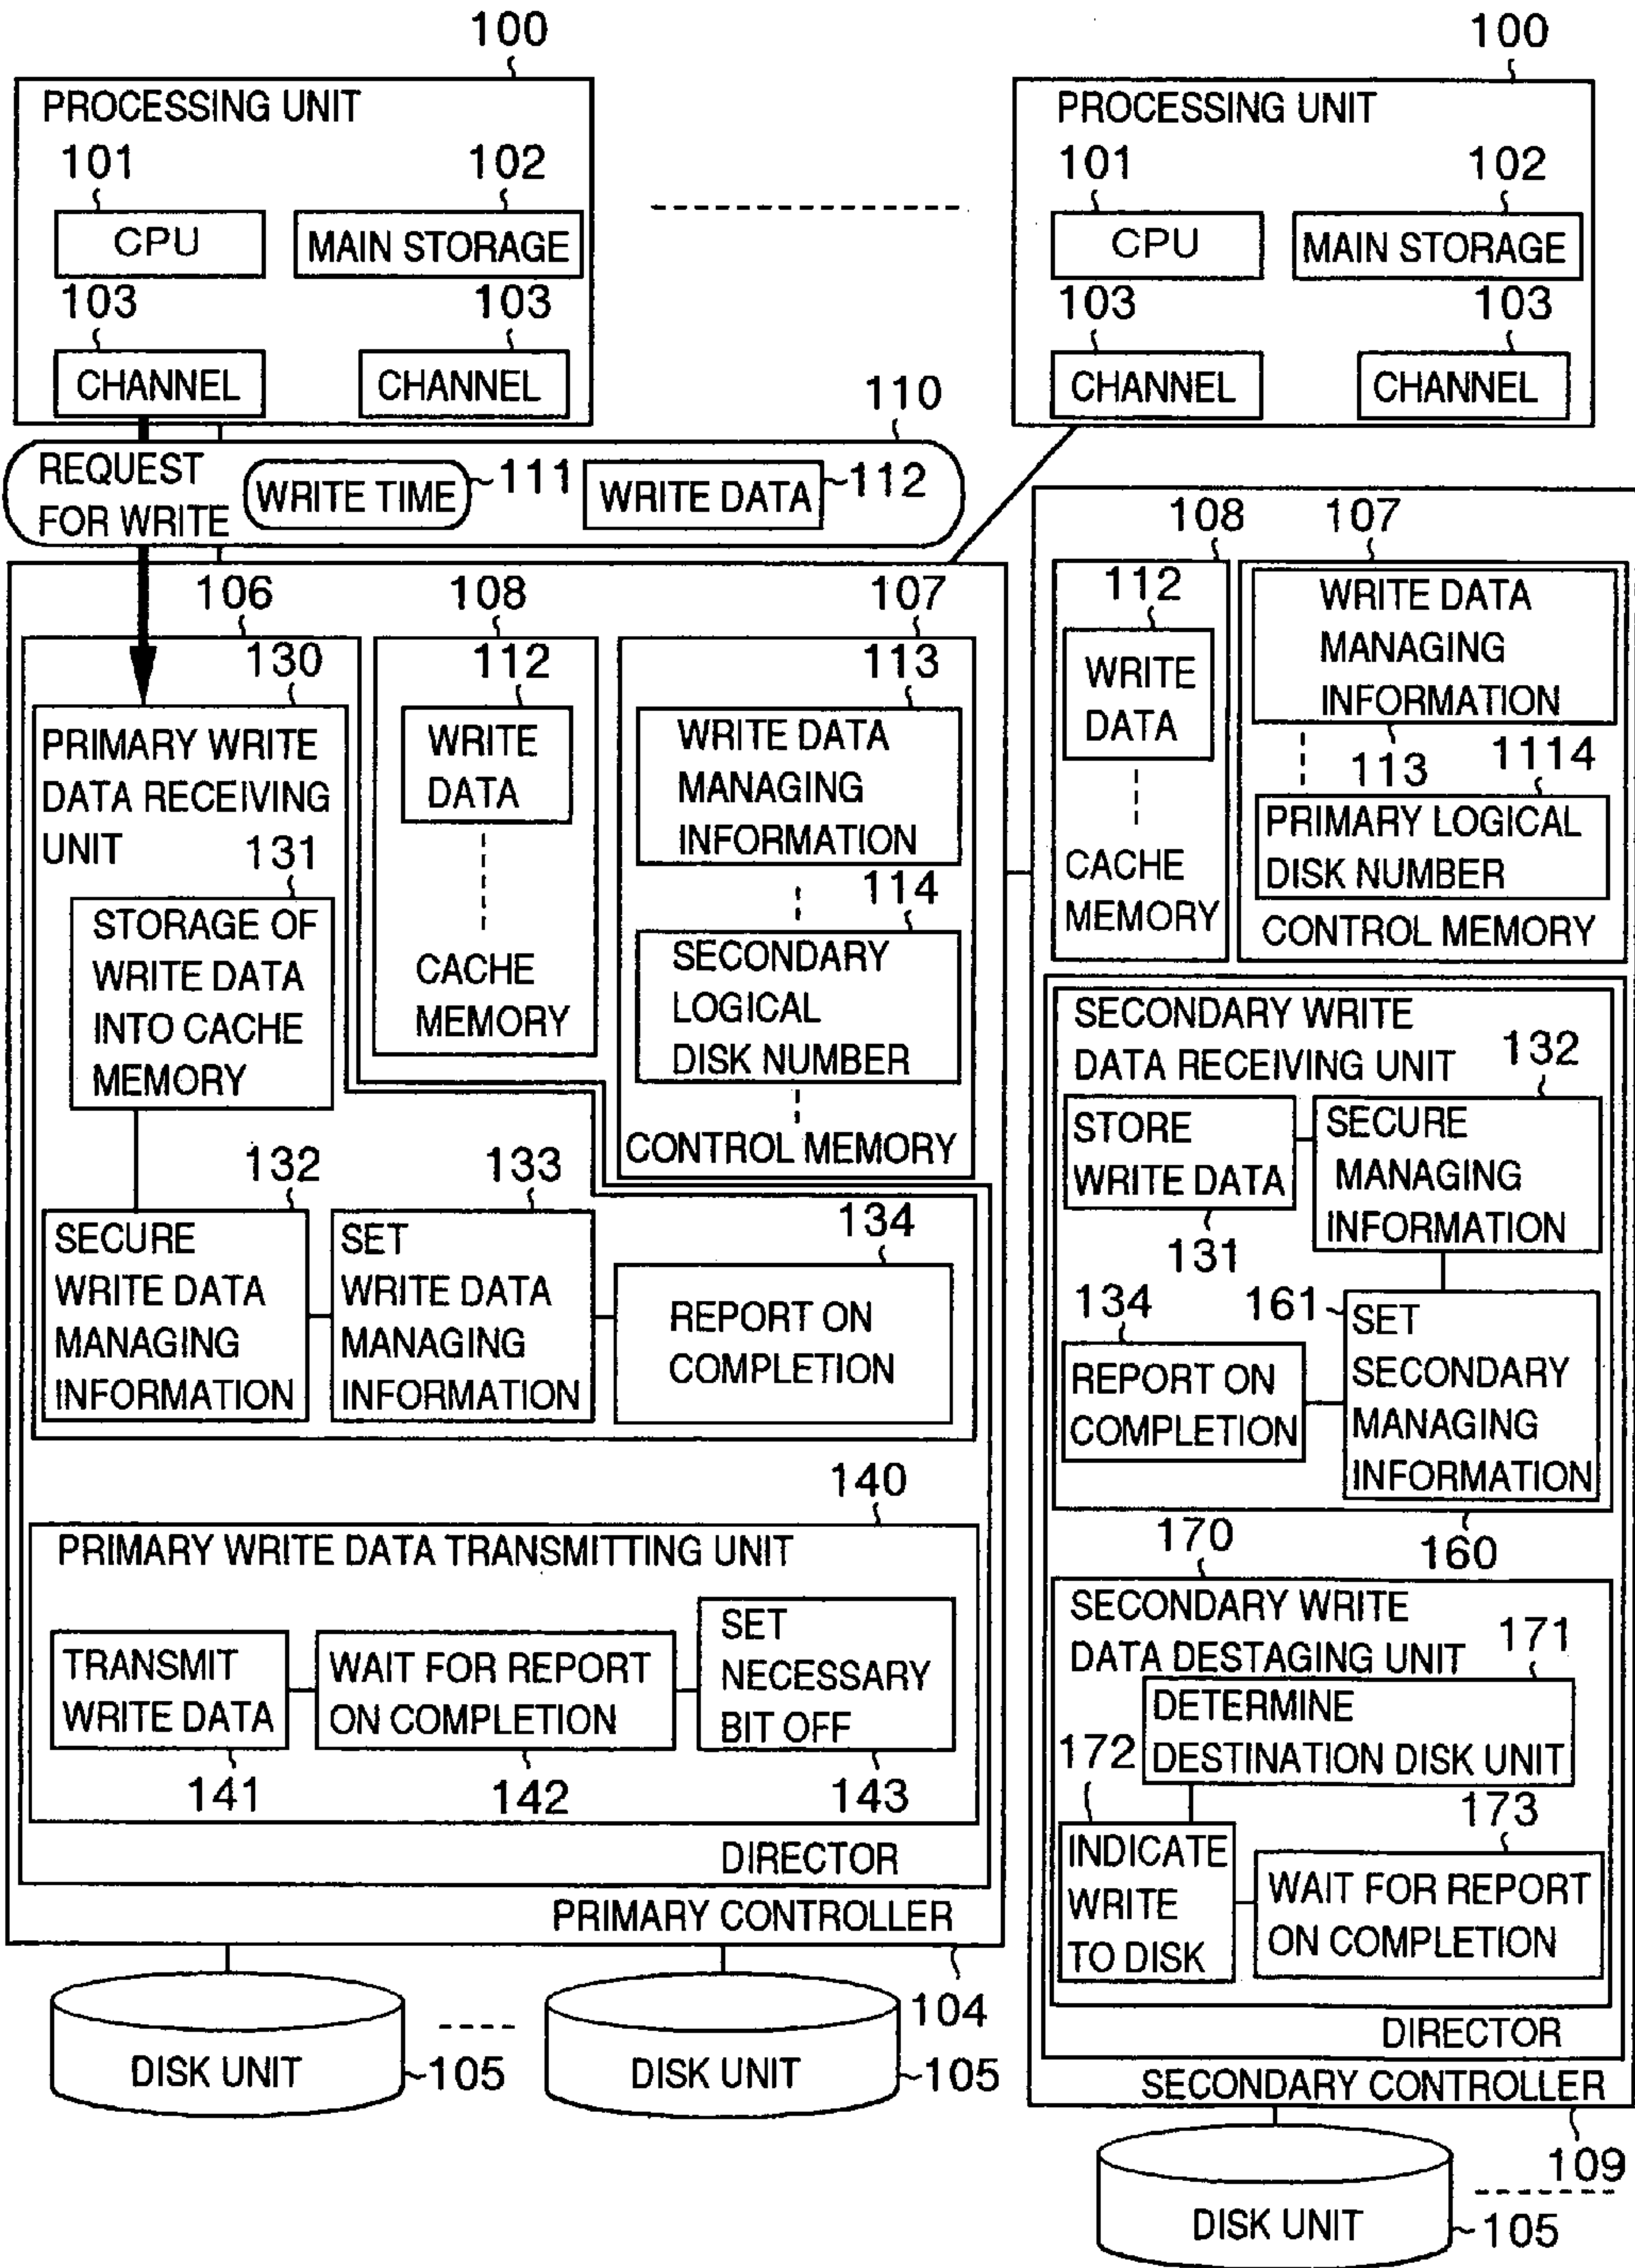 100
PROCESSING UNIT
101
102
CPU
MAIN STORAGE
103
103
CHANNEL
CHANNEL
100
PROCESSING UNIT
101
102
CPU
MAIN STORAGE
103
103
CHANNEL
CHANNEL
110
REQUEST
FOR WRITE
WRITE TIME
111
WRITE DATA
112
106
130
PRIMARY WRITE
DATA RECEIVING
UNIT
131
STORAGE OF
WRITE DATA
INTO CACHE
MEMORY
108
112
WRITE
DATA
CACHE
MEMORY
107
113
WRITE DATA
MANAGING
INFORMATION
114
SECONDARY
LOGICAL
DISK NUMBER
CONTROL MEMORY
132
SECURE
WRITE DATA
MANAGING
INFORMATION
133
SET
WRITE DATA
MANAGING
INFORMATION
134
REPORT ON
COMPLETION
140
PRIMARY WRITE DATA TRANSMITTING UNIT
TRANSMIT
WRITE DATA
141
WAIT FOR REPORT
ON COMPLETION
142
SET
NECESSARY
BIT OFF
143
DIRECTOR
PRIMARY CONTROLLER
104
DISK UNIT
105
DISK UNIT
105
108
112
WRITE
DATA
CACHE
MEMORY
107
WRITE DATA
MANAGING
INFORMATION
113
1114
PRIMARY LOGICAL
DISK NUMBER
CONTROL MEMORY
SECONDARY WRITE
DATA RECEIVING UNIT
132
STORE
WRITE DATA
131
SECURE
MANAGING
INFORMATION
134
REPORT ON
COMPLETION
161
SET
SECONDARY
MANAGING
INFORMATION
160
170
SECONDARY WRITE
DATA DESTAGING UNIT
171
DETERMINE
DESTINATION DISK UNIT
172
INDICATE
WRITE
TO DISK
173
WAIT FOR REPORT
ON COMPLETION
DIRECTOR
SECONDARY CONTROLLER
109
DISK UNIT
105